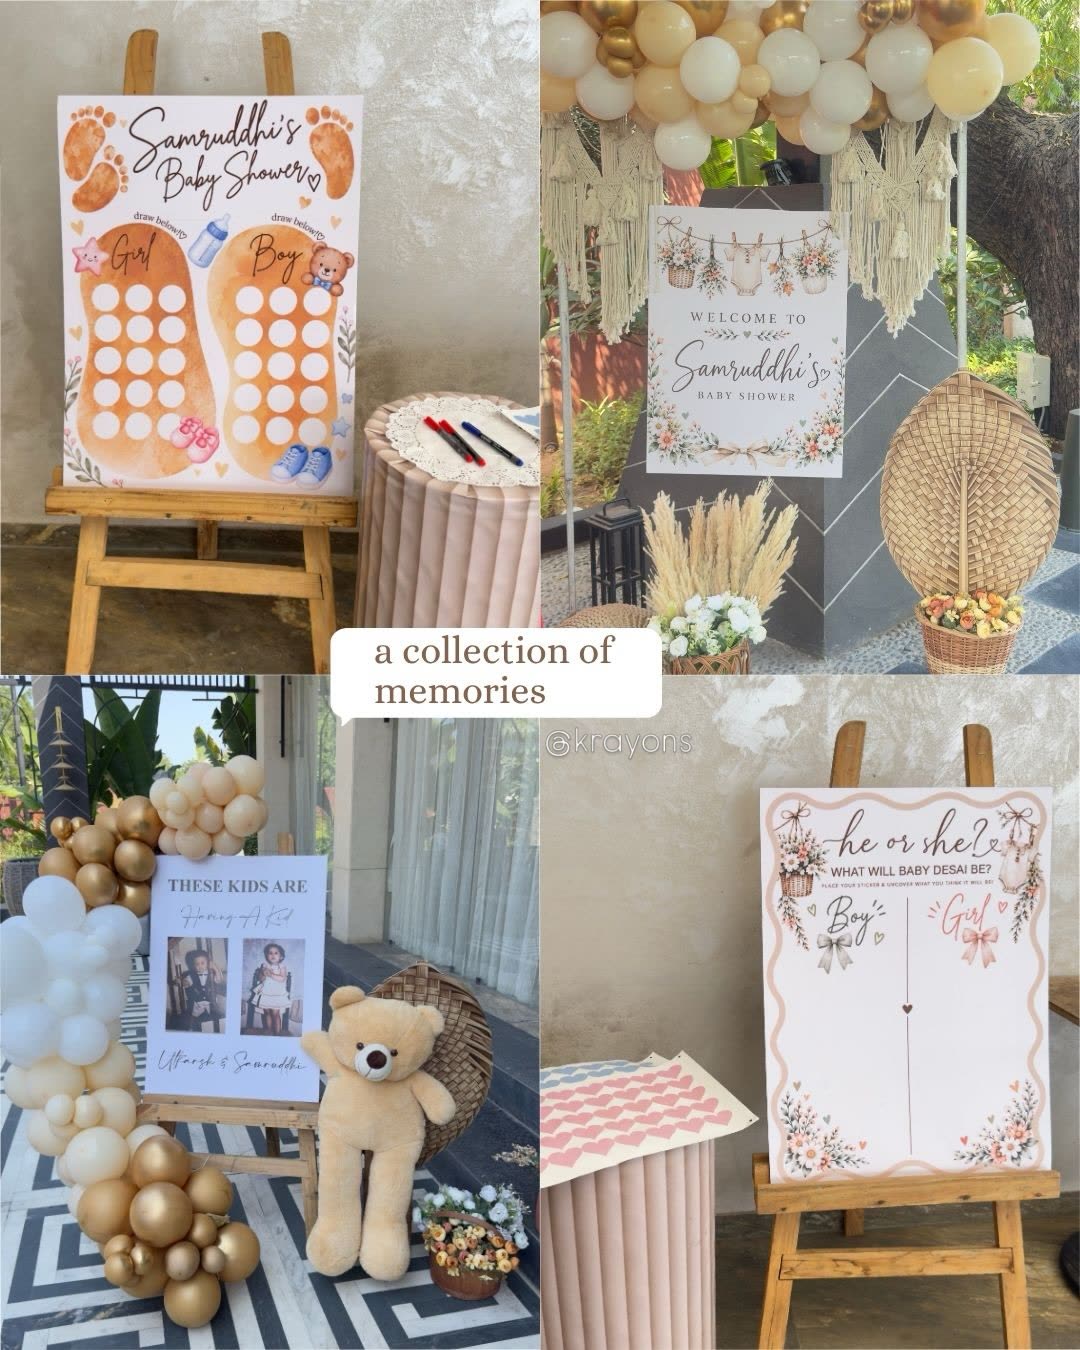 Samruddhi's
Baby Shower
draw below!
draw below!
Girl
Boy
WELCOME TO
Samruddhi's
BABY SHOWER
a collection of
memories
@krayons
THESE KIDS ARE
Having A Kid
Utkarsh & Samruddhi
he or she?
WHAT WILL BABY DESAI BE?
PLACE YOUR STICKER & UNCOVER WHAT YOU THINK IT WILL BE!
Boy
Girl